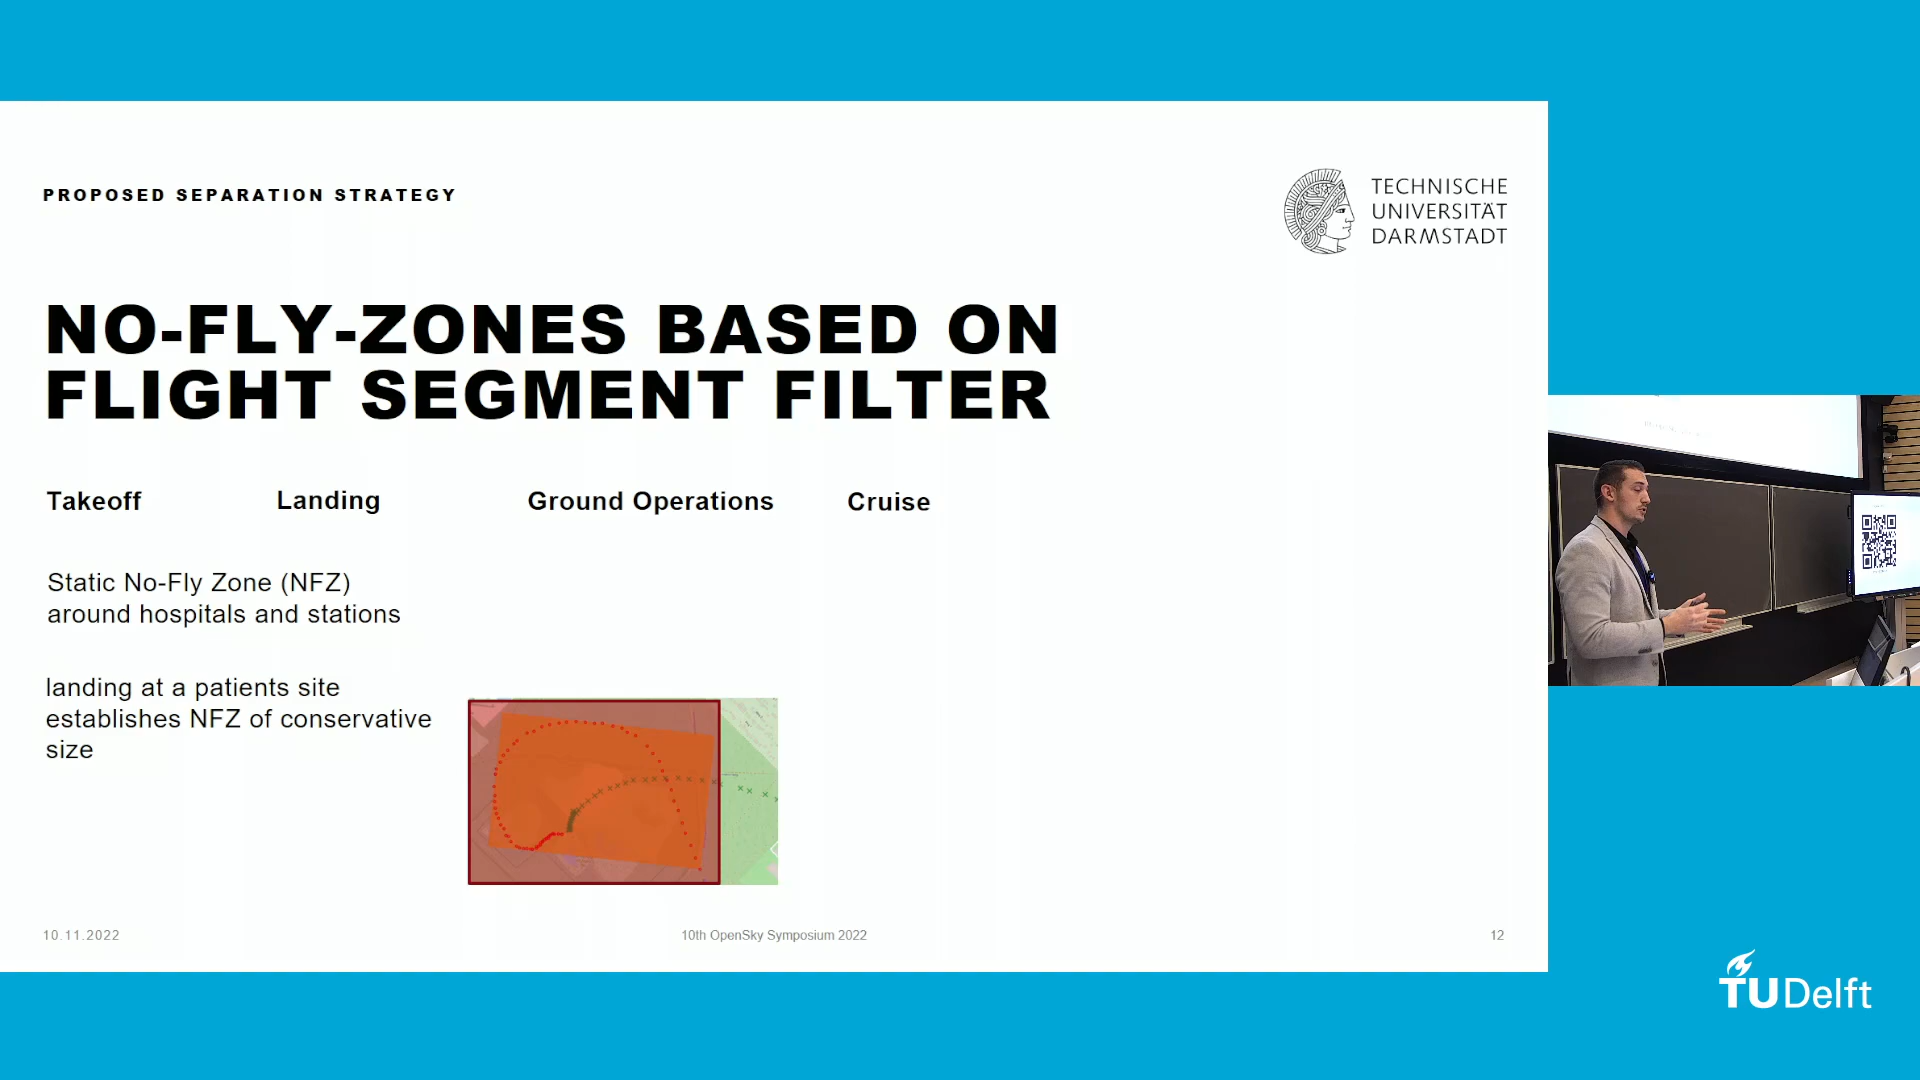 PROPOSED SEPARATION STRATEGY
TECHNISCHE
UNIVERSITÄT
DARMSTADT
NO-FLY-ZONES BASED ON
FLIGHT SEGMENT FILTER
Takeoff
Landing
Ground Operations
Cruise
Static No-Fly Zone (NFZ)
around hospitals and stations
landing at a patients site
establishes NFZ of conservative
size
10.11.2022
10th OpenSky Symposium 2022
12
TUDelft